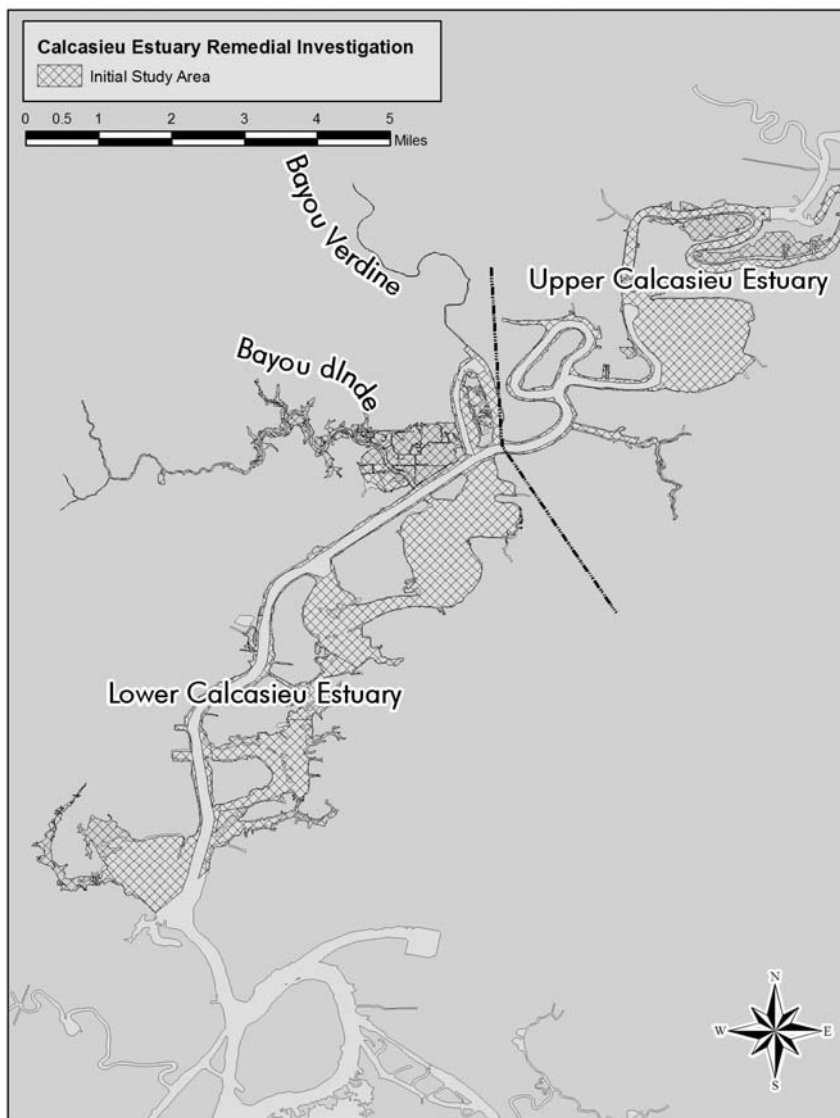 Calcasieu Estuary Remedial Investigation
Initial Study Area
0 0.5 1 2 3 4 5
Miles
Bayou Verdine
Upper Calcasieu Estuary
Bayou dInde
Lower Calcasieu Estuary
N
W E
S